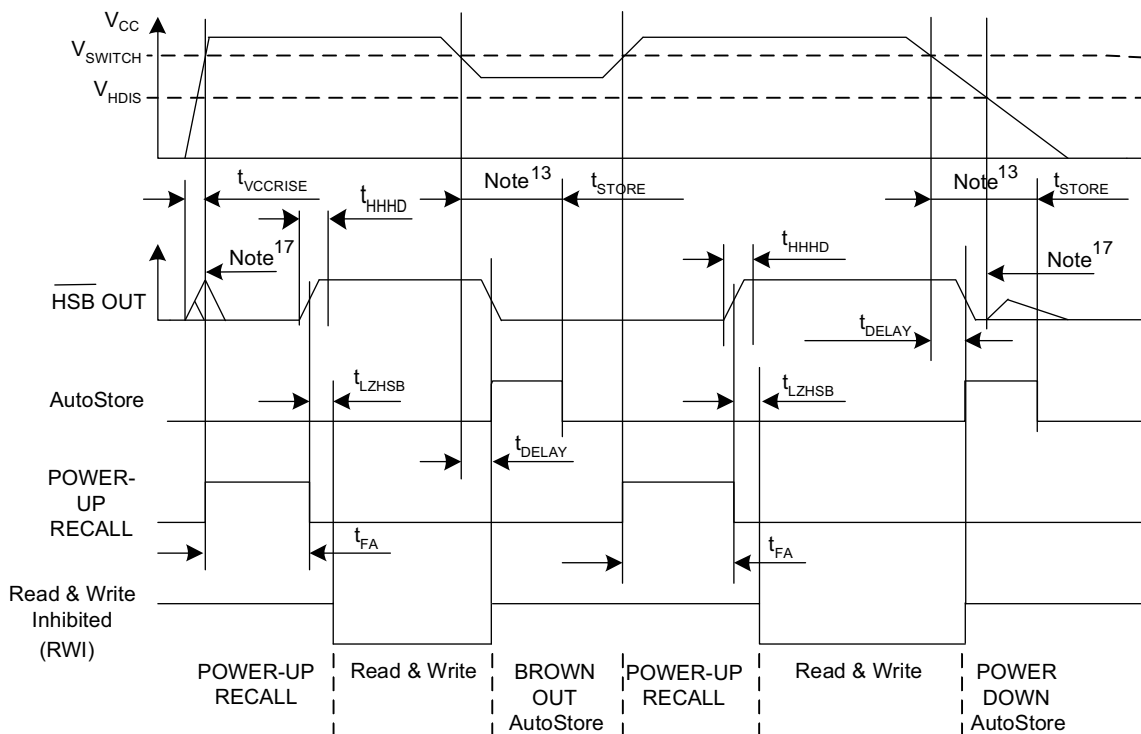 VCC
VSWITCH
VHDIS
tVCCRISE
Note13
tSTORE
Note13
tSTORE
tHHHD
Note17
tHHHD
Note17
HSB OUT
tDELAY
tLZHSB
tLZHSB
AutoStore
tDELAY
POWER-
UP
RECALL
tFA
tFA
Read & Write
Inhibited
(RWI)
POWER-UP
RECALL
Read & Write
BROWN
OUT
AutoStore
POWER-UP
RECALL
Read & Write
POWER
DOWN
AutoStore